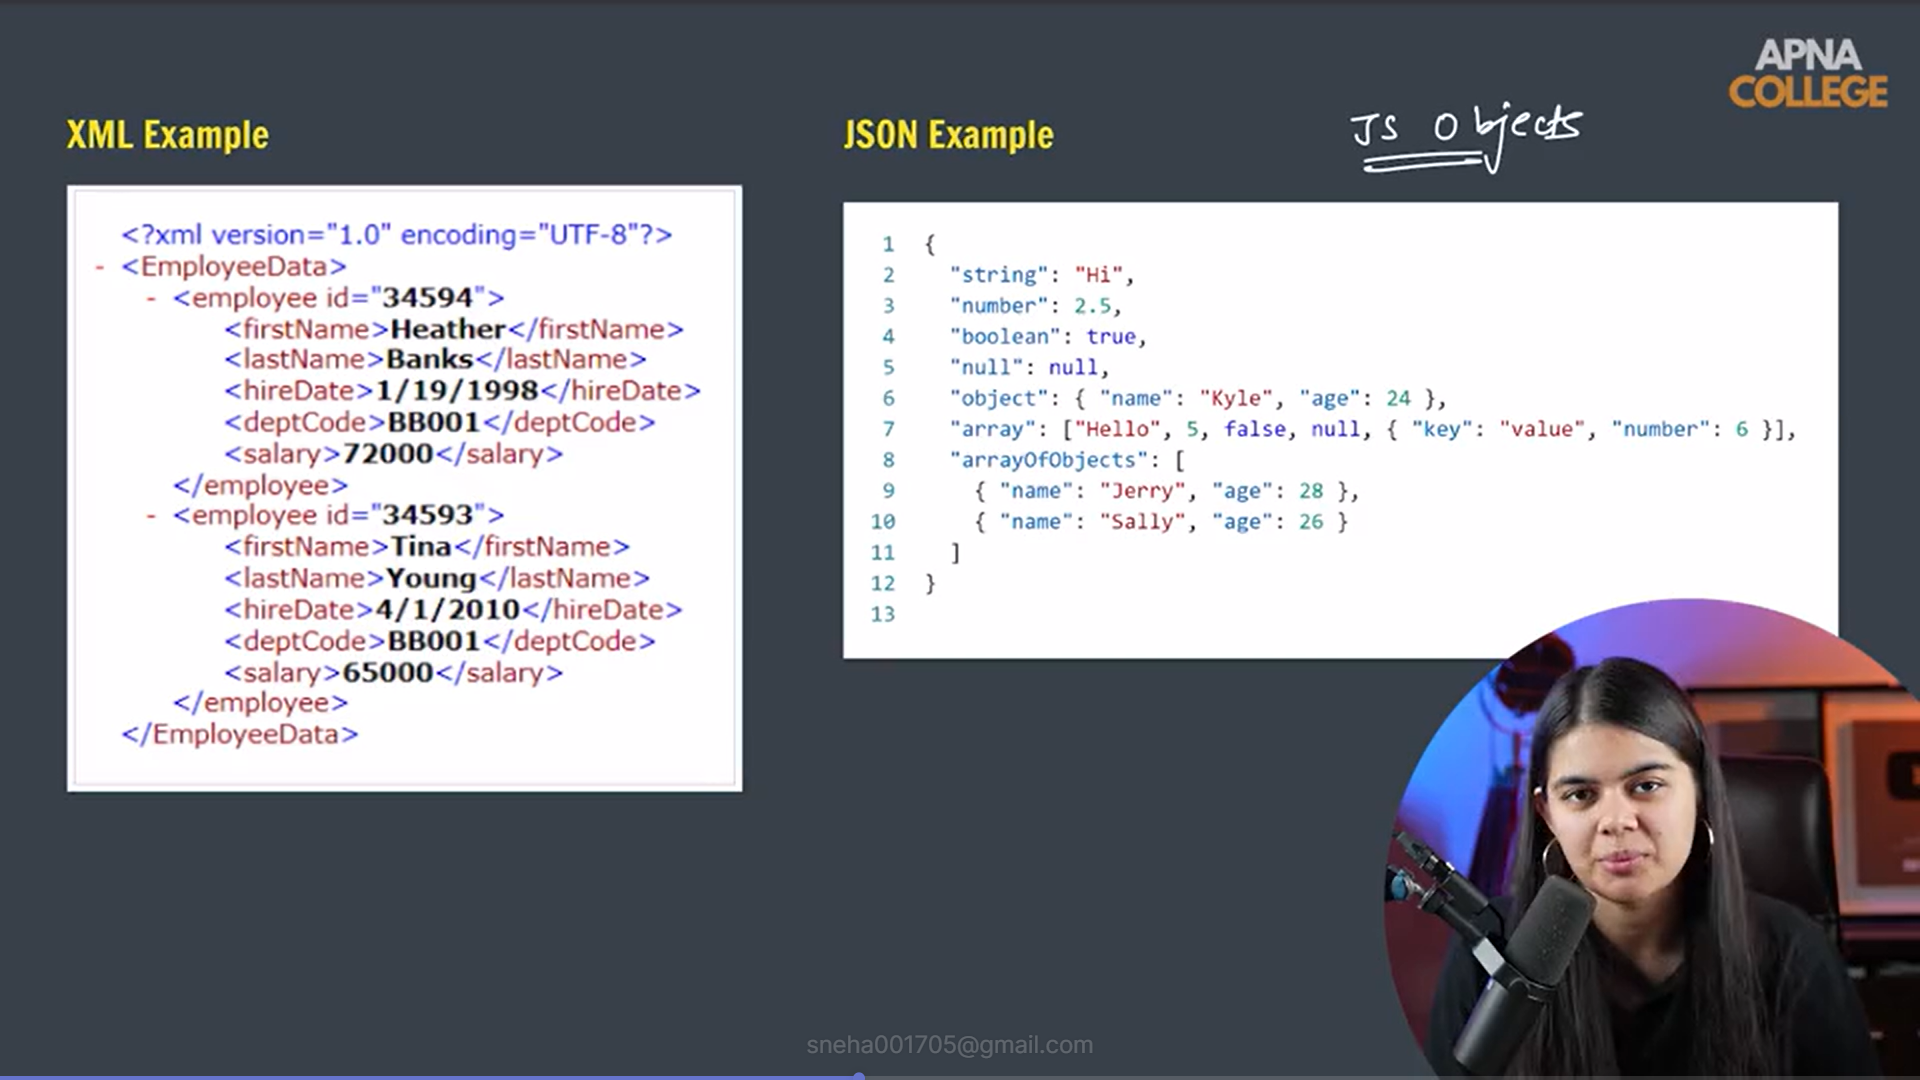 APNA
COLLEGE
XML Example
<?xml version="1.0" encoding="UTF-8"?>
- <EmployeeData>
- <employee id="34594">
<firstName>Heather</firstName>
<lastName>Banks</lastName>
<hireDate>1/19/1998</hireDate>
<deptCode>BB001</deptCode>
<salary>72000</salary>
</employee>
- <employee id="34593">
<firstName>Tina</firstName>
<lastName>Young</lastName>
<hireDate>4/1/2010</hireDate>
<deptCode>BB001</deptCode>
<salary>65000</salary>
</employee>
</EmployeeData>
JSON Example
JS Objects
1 {
2 "string": "Hi",
3 "number": 2.5,
4 "boolean": true,
5 "null": null,
6 "object": { "name": "Kyle", "age": 24 },
7 "array": ["Hello", 5, false, null, { "key": "value", "number": 6 }],
8 "arrayOfObjects": [
9 { "name": "Jerry", "age": 28 },
10 { "name": "Sally", "age": 26 }
11 ]
12 }
13
sneha001705@gmail.com